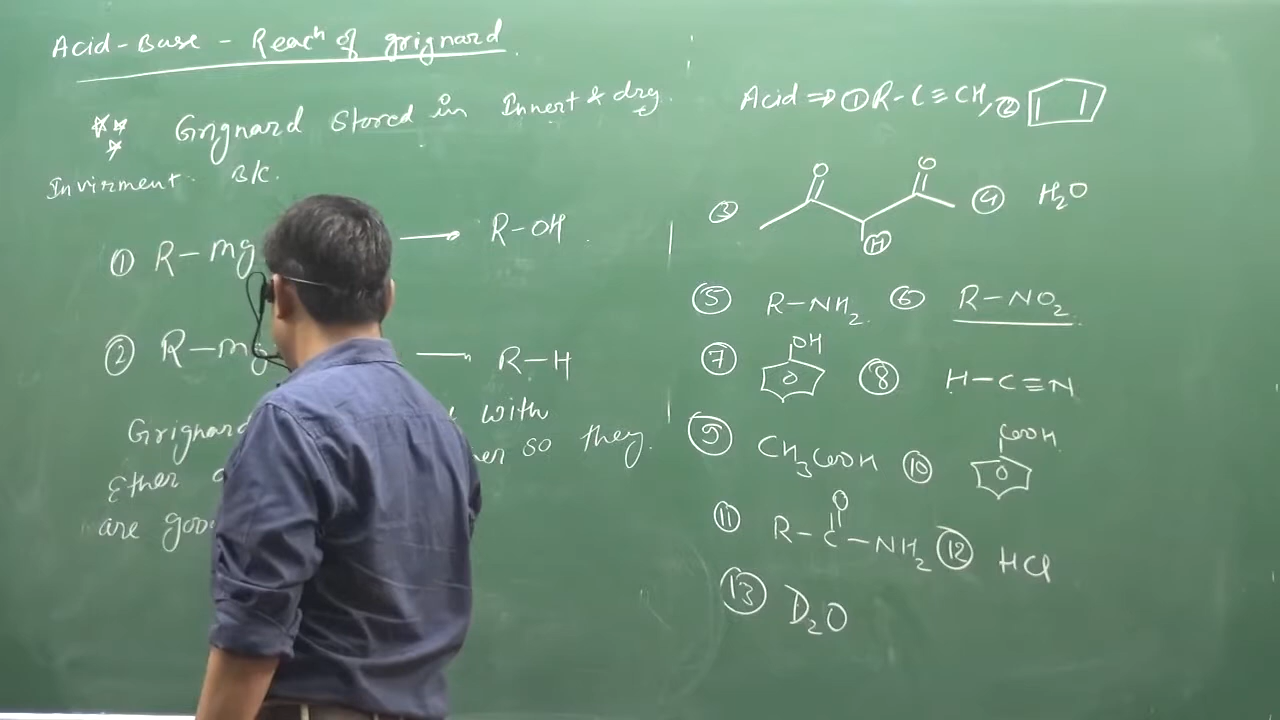 Acid-Base - Reacn of grignard
Grignard stored in Innert & dry
Invirment. B/C.
① R-Mg → R-OH
② R-Mg → R-H
Grignard with
Ether so they
are good
Acid ⇒ ① R-C≡CH, ②
③ O O H ④ H2O
⑤ R-NH2 ⑥ R-NO2
⑦ OH ⑧ H-C≡N
⑨ CH3COOH ⑩ COOH
⑪ R-C-NH2 O ⑫ HCl
⑬ D2O